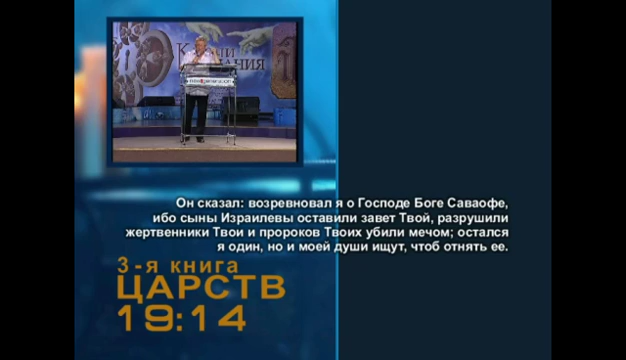 Ключи
Он сказал: возревновал я о Господе Боге Саваофе,
ибо сыны Израилевы оставили завет Твой, разрушили
жертвенники Твои и пророков Твоих убили мечом; остался
я один, но и моей души ищут, чтоб отнять ее.
3-я книга
ЦАРСТВ
19:14